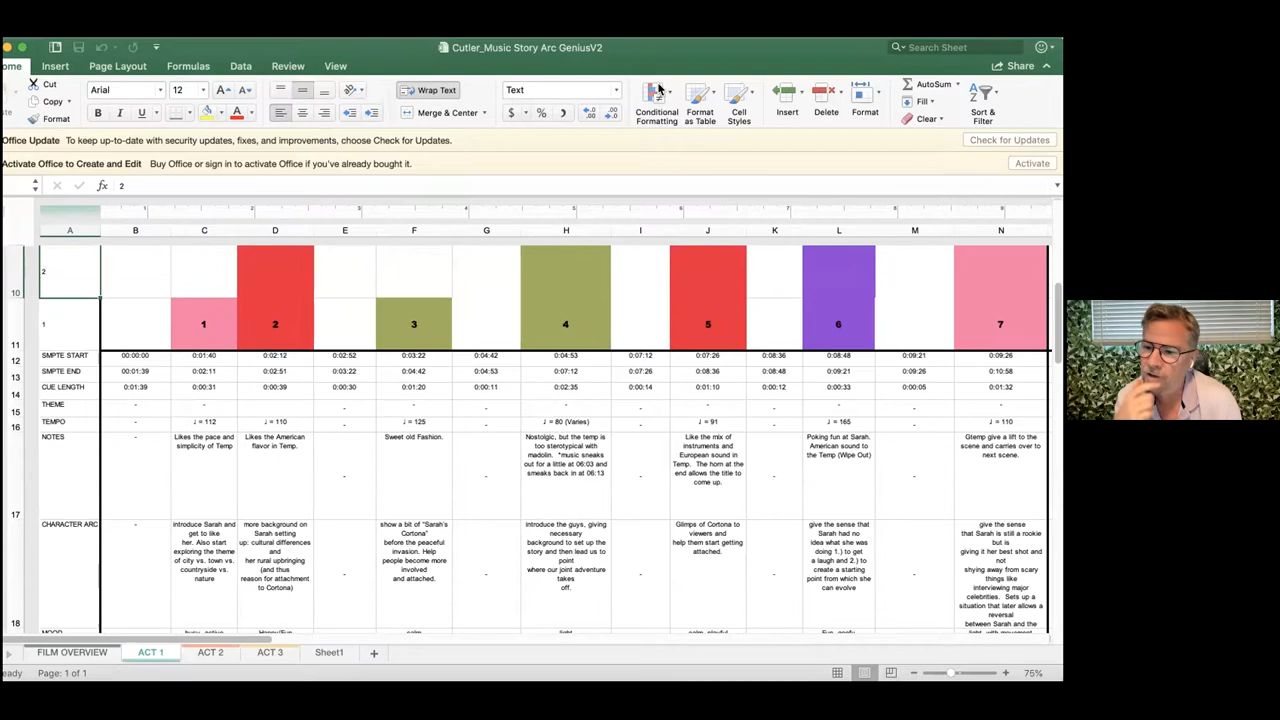 Cutler_Music Story Arc GeniusV2
Search Sheet
ome Insert Page Layout Formulas Data Review View Share
Cut
Copy
Format
Arial 12
Wrap Text
Merge & Center
Text
Conditional Formatting
Format as Table
Cell Styles
Insert Delete Format
AutoSum
Fill
Clear
Sort & Filter
Office Update To keep up-to-date with security updates, fixes, and improvements, choose Check for Updates. Check for Updates
Activate Office to Create and Edit Buy Office or sign in to activate Office if you've already bought it. Activate
fx 2
1 2 3 4 5 6 7 8 9
A B C D E F G H I J K L M N
10 2
11 1 1 2 3 4 5 6 7
12 SMPTE START 00:00:00 0:01:40 0:02:12 0:02:52 0:03:22 0:04:42 0:04:53 0:07:12 0:07:26 0:08:36 0:08:48 0:09:21 0:09:26
13 SMPTE END 00:01:39 0:02:11 0:02:51 0:03:22 0:04:42 0:04:53 0:07:12 0:07:26 0:08:36 0:08:48 0:09:21 0:09:26 0:10:58
14 CUE LENGTH 0:01:39 0:00:31 0:00:39 0:00:30 0:01:20 0:00:11 0:02:35 0:00:14 0:01:10 0:00:12 0:00:33 0:00:05 0:01:32
THEME - - - - - - - - - - - - -
16 TEMPO - ♩ = 112 ♩ = 110 - ♩ = 125 - ♩ = 80 (Varies) - ♩ = 91 - ♩ = 165 - ♩ = 110
17 NOTES -
Likes the pace and
simplicity of Temp
Likes the American
flavor in Temp.
-
Sweet old Fashion.
-
Nostolgic, but the temp is
too sterotypical with
madolin. *music sneaks
out for a little at 06:03 and
smeaks back in at 06:13
-
Like the mix of
instruments and
European sound in
Temp. The horn at the
end allows the title to
come up.
-
Poking fun at Sarah.
American sound to
the Temp (Wipe Out)
-
Gtemp give a lift to the
scene and carries over to
next scene.
18 CHARACTER ARC -
introduce Sarah and
get to like
her. Also start
exploring the theme
of city vs. town vs.
countryside vs.
nature
more background on
Sarah setting
up: cultural differences
and
her rural upbringing
(and thus
reason for attachment
to Cortona)
-
show a bit of "Sarah's
Cortona"
before the peaceful
invasion. Help
people become more
involved
and attached.
-
introduce the guys, giving
necessary
background to set up the
story and then lead us to
point
where our joint adventure
takes
off.
-
Glimps of Cortona to
viewers and
help them start getting
attached.
-
give the sense
that Sarah had no
idea what she was
doing 1.) to get
a laugh and 2.) to
create a starting
point from which she
can evolve
-
give the sense
that Sarah is still a rookie
but is
giving it her best shot and
not
shying away from scary
things like
interviewing major
celebrities. Sets up a
situation that later allows a
reversal
between Sarah and the
FILM OVERVIEW ACT 1 ACT 2 ACT 3 Sheet1 +
eady Page: 1 of 1 75%